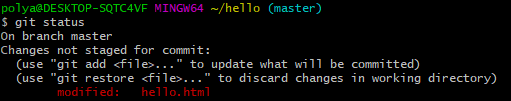 polya@DESKTOP-SQTC4VF MINGW64 ~/hello (master)
$ git status
On branch master
Changes not staged for commit:
  (use "git add <file>..." to update what will be committed)
  (use "git restore <file>..." to discard changes in working directory)
        modified:   hello.html